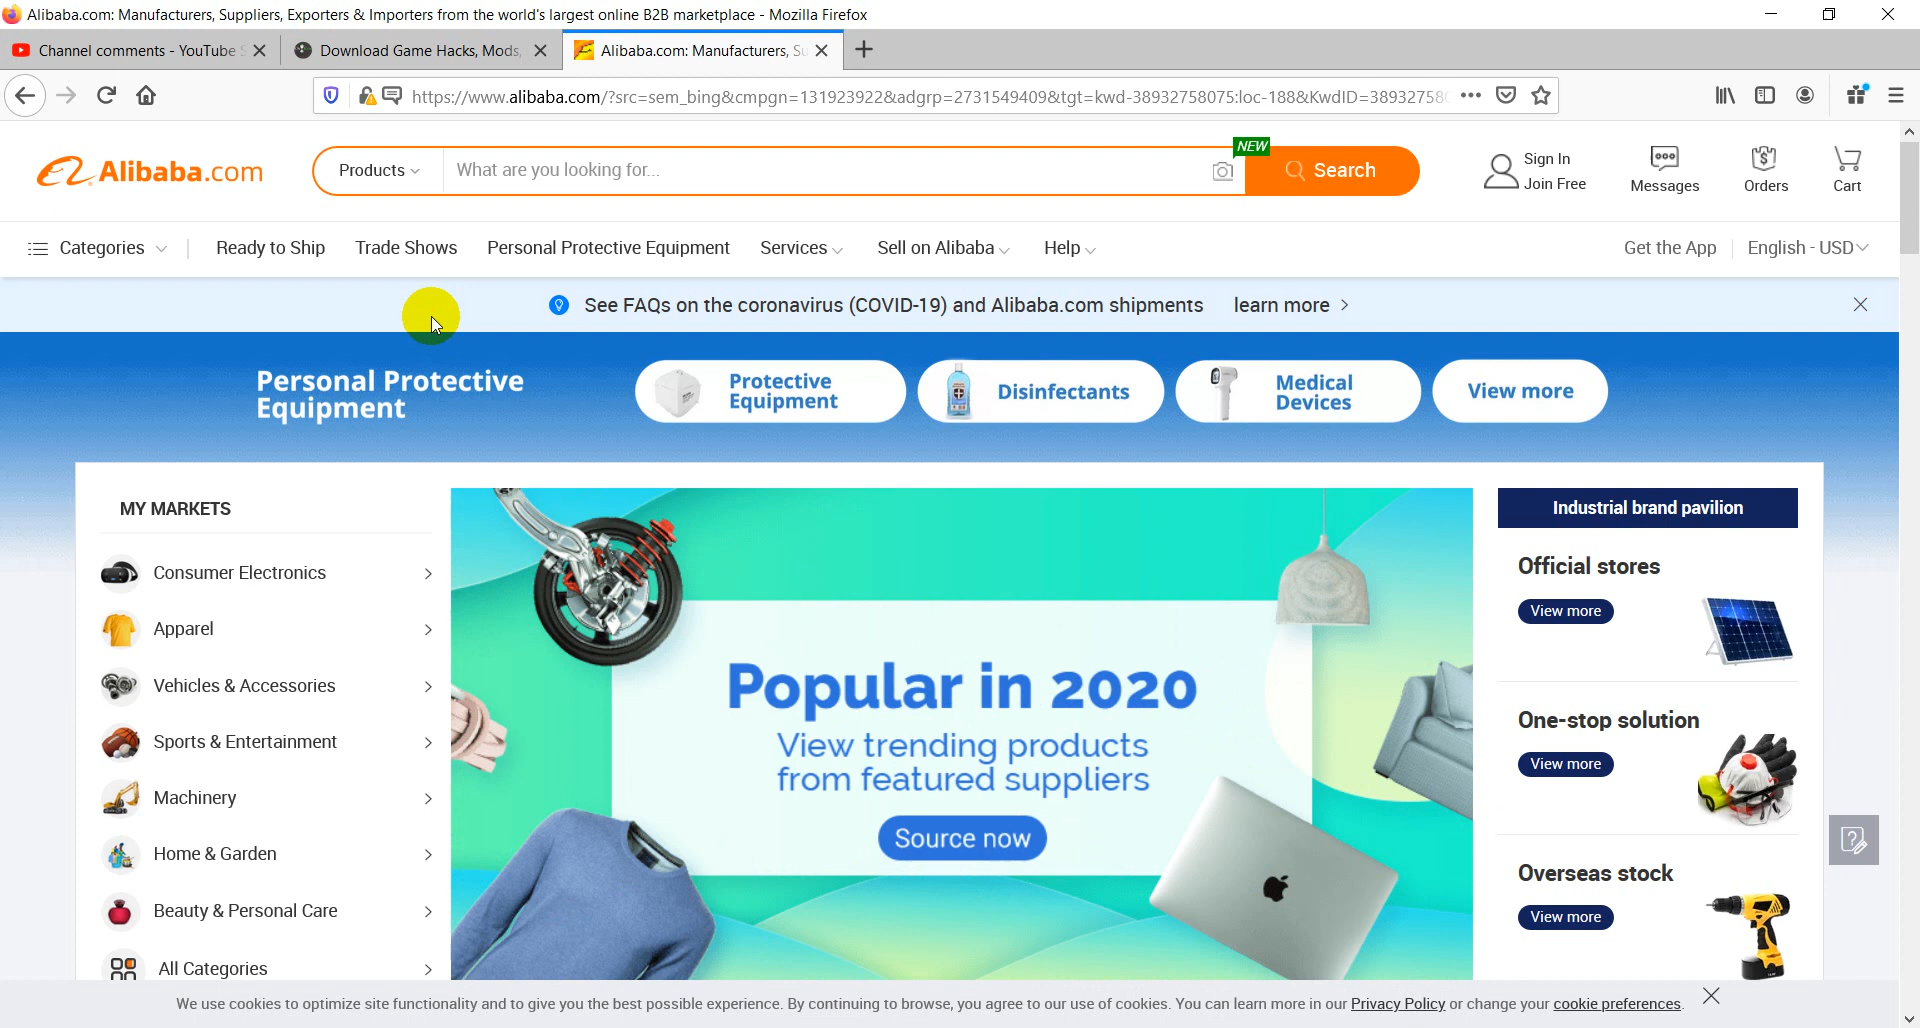 Alibaba.com: Manufacturers, Suppliers, Exporters & Importers from the world's largest online B2B marketplace - Mozilla Firefox
Channel comments - YouTube S
Download Game Hacks, Mods,
Alibaba.com: Manufacturers, Su
https://www.alibaba.com/?src=sem_bing&cmpgn=131923922&adgrp=2731549409&tgt=kwd-38932758075:loc-188&KwdID=38932758
Alibaba.com
Products
What are you looking for...
NEW
Search
Sign In
Join Free
Messages
Orders
Cart
Categories
Ready to Ship
Trade Shows
Personal Protective Equipment
Services
Sell on Alibaba
Help
Get the App
English - USD
See FAQs on the coronavirus (COVID-19) and Alibaba.com shipments
learn more
Personal Protective
Equipment
Protective
Equipment
Disinfectants
Medical
Devices
View more
MY MARKETS
Consumer Electronics
Apparel
Vehicles & Accessories
Sports & Entertainment
Machinery
Home & Garden
Beauty & Personal Care
All Categories
Popular in 2020
View trending products
from featured suppliers
Source now
Industrial brand pavilion
Official stores
View more
One-stop solution
View more
Overseas stock
View more
We use cookies to optimize site functionality and to give you the best possible experience. By continuing to browse, you agree to our use of cookies. You can learn more in our Privacy Policy or change your cookie preferences.